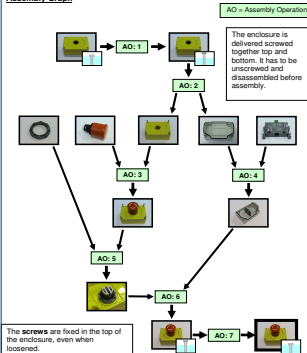 Assembly Graph
AO = Assembly Operation
The enclosure is
delivered screwed
together top and
bottom. It has to be
unscrewed and
disassembled before
assembly.
AO: 1
AO: 2
AO: 3
AO: 4
AO: 5
AO: 6
AO: 7
The screws are fixed in the top of
the enclosure, even when
loosened.